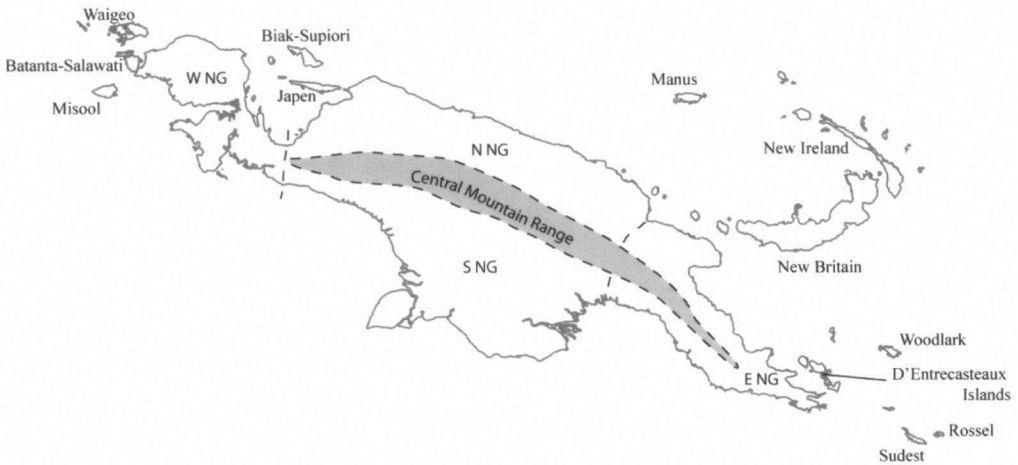 Waigeo
Biak-Supiori
Batanta-Salawati
W NG
Manus
Misool
Japen
New Ireland
N NG
Central Mountain Range
S NG
New Britain
Woodlark
D'Entrecasteaux
Islands
E NG
Rossel
Sudest